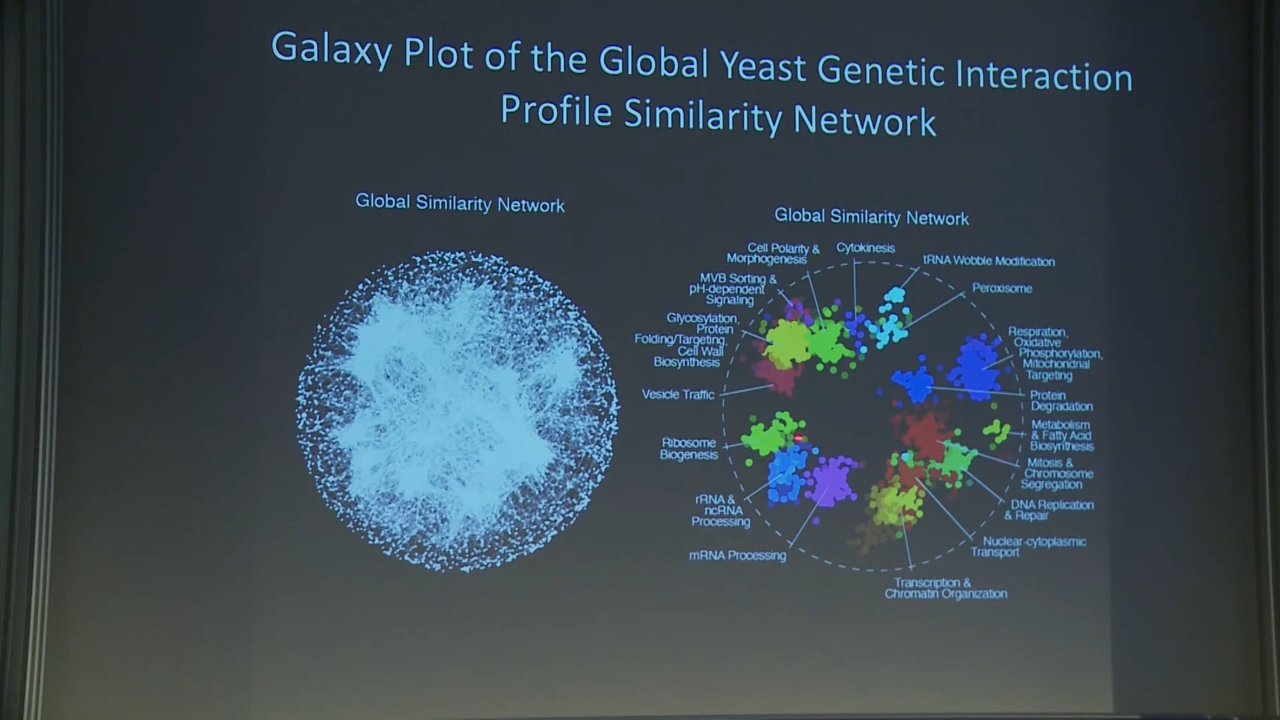 Galaxy Plot of the Global Yeast Genetic Interaction
Profile Similarity Network
Global Similarity Network
Global Similarity Network
Cell Polarity &
Morphogenesis
Cytokinesis
tRNA Wobble Modification
Peroxisome
MVB Sorting &
pH-dependent
Signaling
Glycosylation,
Protein
Folding/Targeting,
Cell Wall
Biosynthesis
Vesicle Traffic
Ribosome
Biogenesis
rRNA &
ncRNA
Processing
mRNA Processing
Respiration,
Oxidative
Phosphorylation,
Mitochondrial
Targeting
Protein
Degradation
Metabolism
& Fatty Acid
Biosynthesis
Mitosis &
Chromosome
Segregation
DNA Replication
& Repair
Nuclear-cytoplasmic
Transport
Transcription &
Chromatin Organization